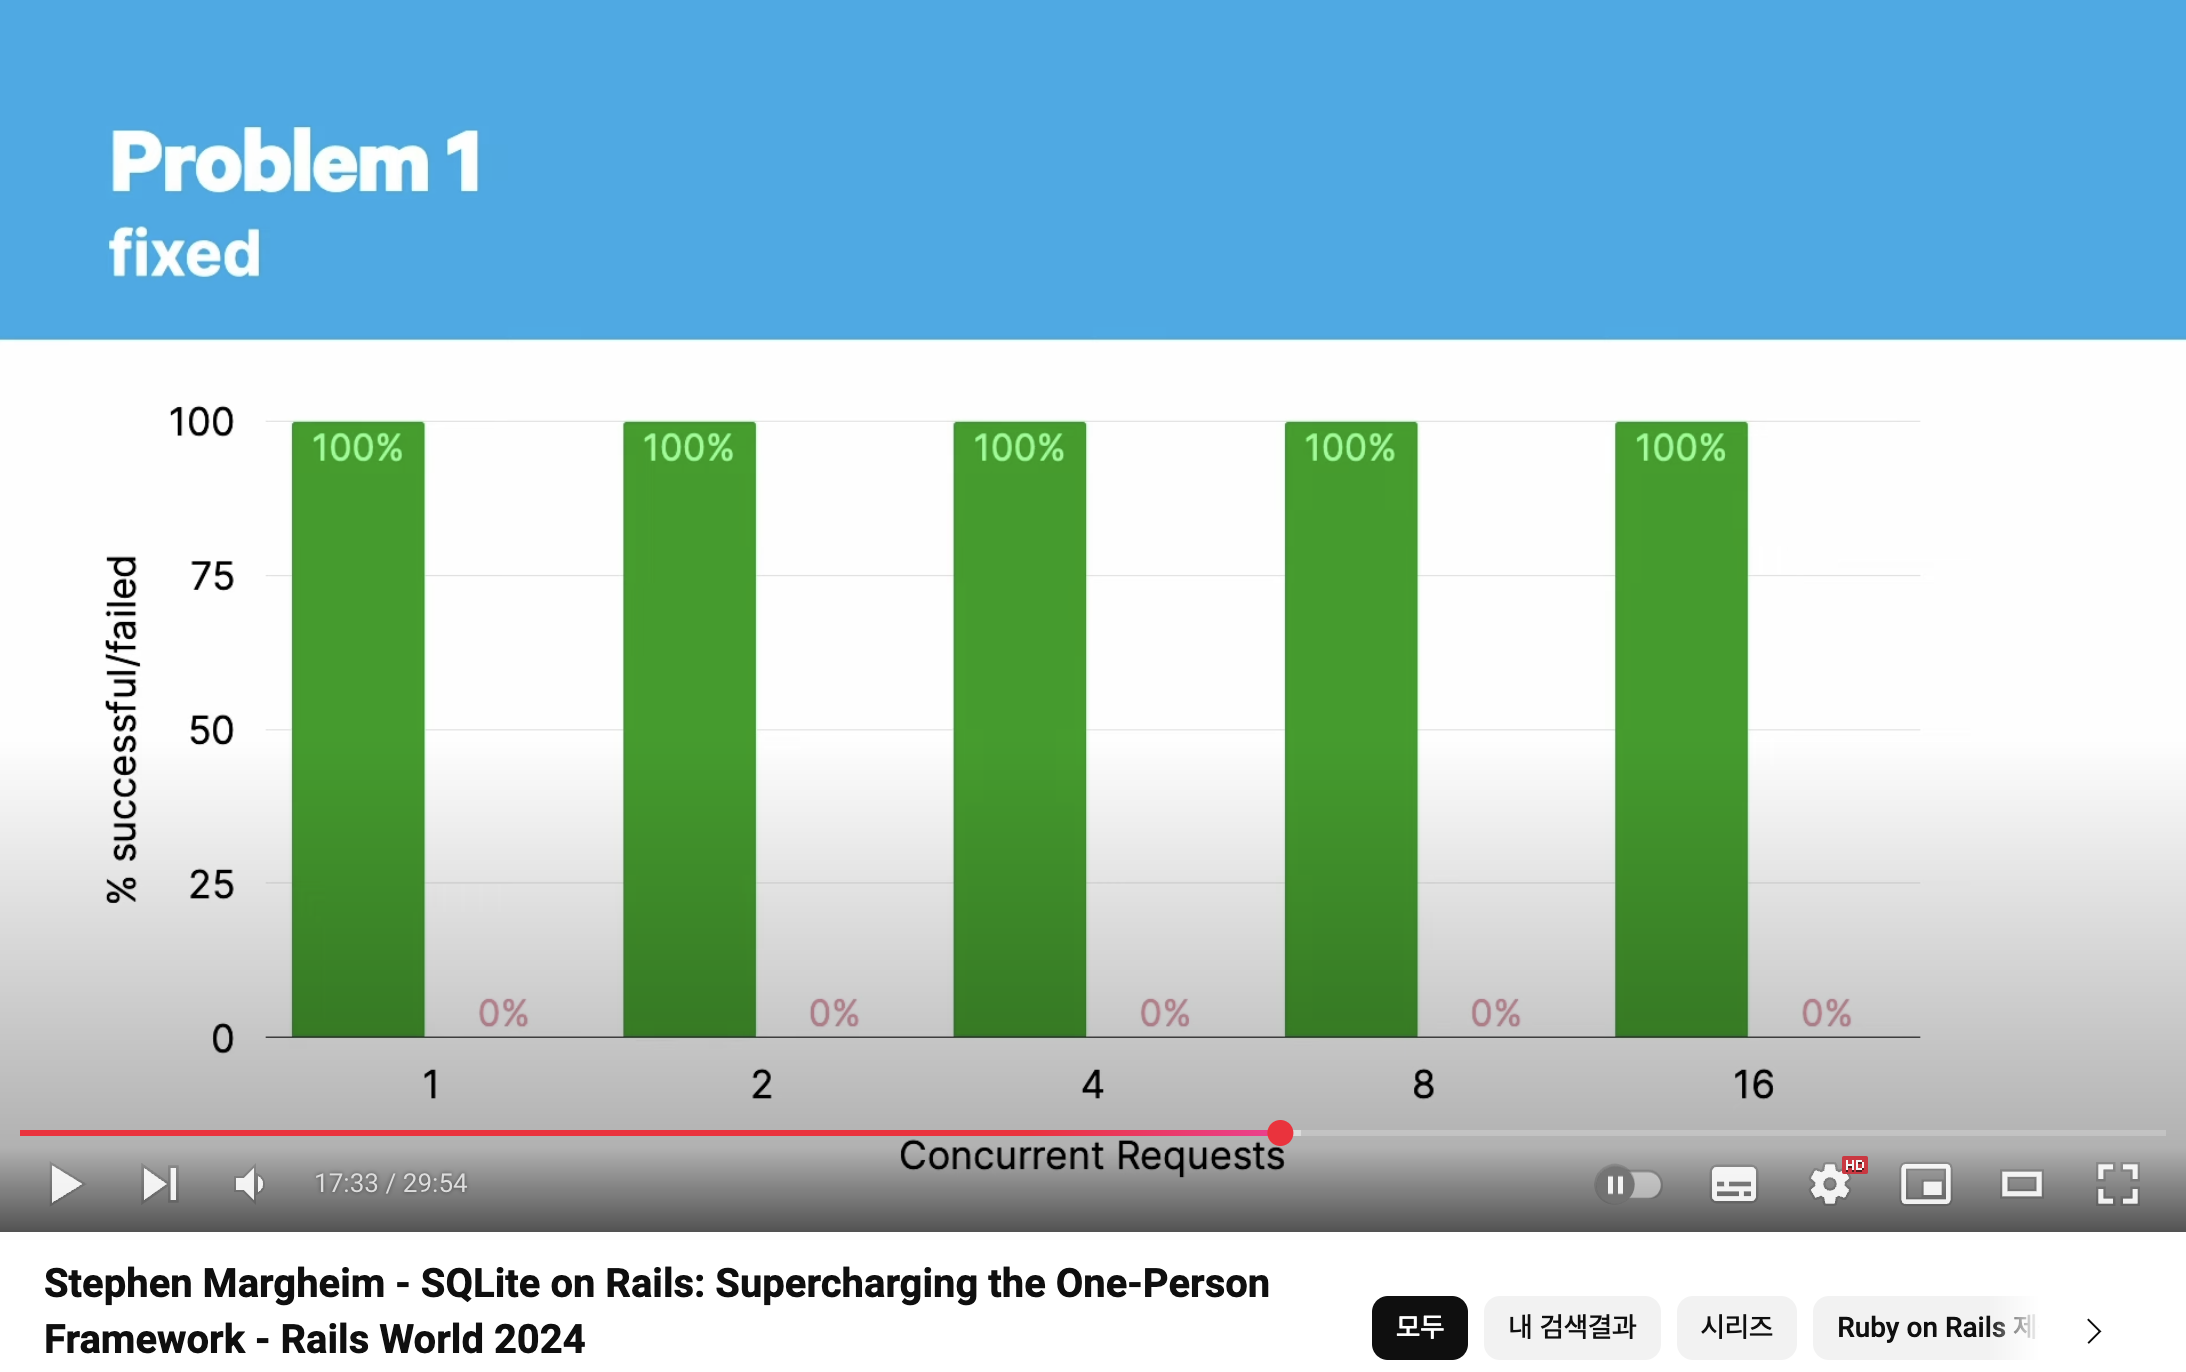 Problem 1
fixed
% successful/failed
100
75
50
25
0
100% 100% 100% 100% 100%
0% 0% 0% 0% 0%
1 2 4 8 16
Concurrent Requests
17:33 / 29:54
HD
Stephen Margheim - SQLite on Rails: Supercharging the One-Person
Framework - Rails World 2024
모두 내 검색결과 시리즈 Ruby on Rails 제